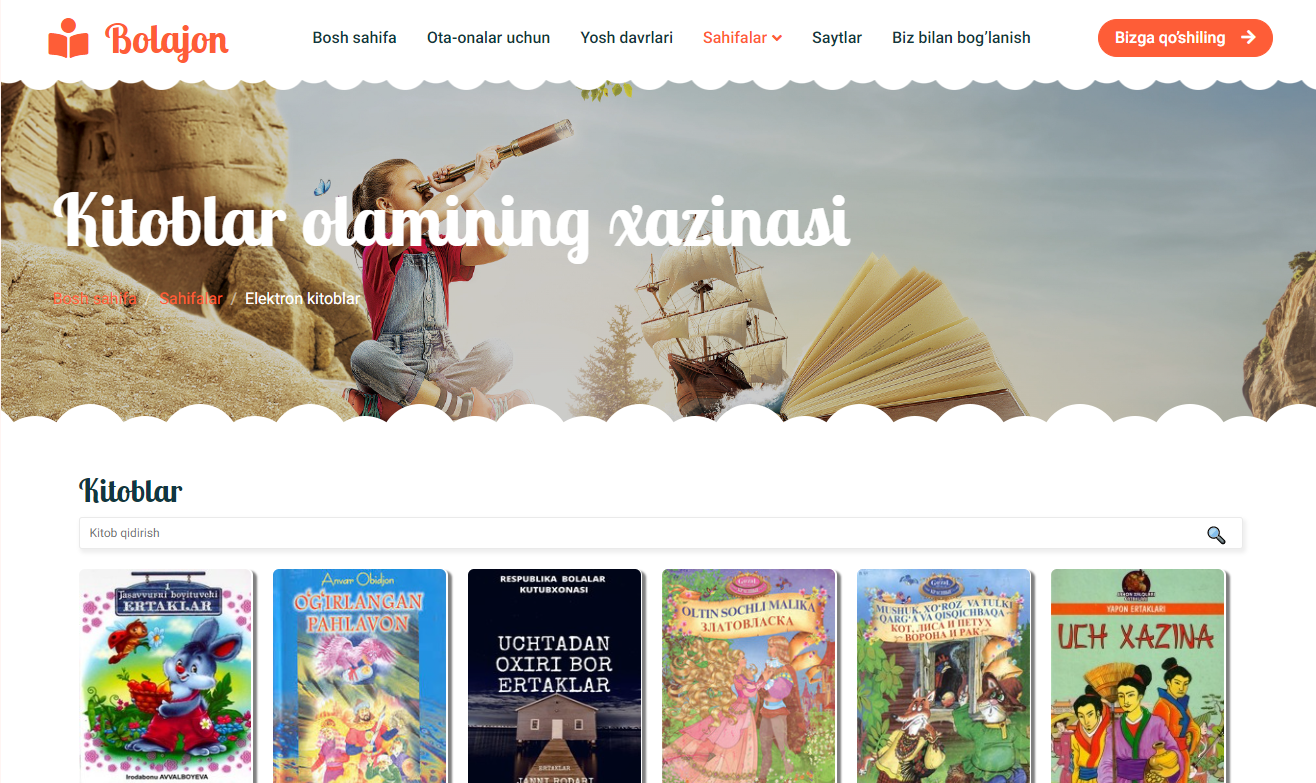 Bolajon
Bosh sahifa
Ota-onalar uchun
Yosh davrlari
Sahifalar
Saytlar
Biz bilan bog‘lanish
Bizga qo‘shiling
Kitoblar olamining xazinasi
Bosh sahifa / Sahifalar / Elektron kitoblar
Kitoblar
Kitob qidirish
1
Tasavvurni boyituvchi
ERTAKLAR
Irodabonu AVVALBOYEVA
Anvar Obidjon
O'G'IRLANGAN
PAHLAVON
RESPUBLIKA BOLALAR
KUTUBXONASI
UCHTADAN
OXIRI BOR
ERTAKLAR
ERTAKLAR
JANNI RODARI
OLTIN SOCHLI MALIKA
ЗЛАТОВЛАСКА
MUSHUK, XO'ROZ VA TULKI
QARG'A VA QISQICHBAQA
КОТ, ЛИСА И ПЕТУХ
ВОРОНА И РАК
YAPON ERTAKLARI
UCH XAZINA